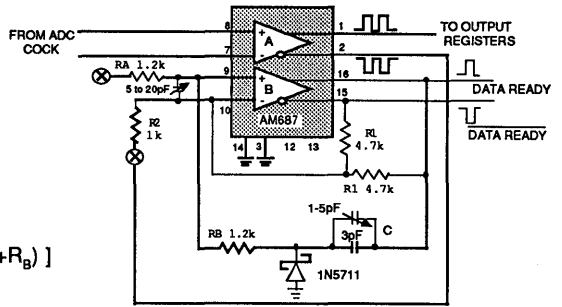 FROM ADC
COCK
8
7
+
-
A
1
2
TO OUTPUT
REGISTERS
RA 1.2k
9
10
+
-
B
AM687
16
15
DATA READY
DATA READY
5 to 20pF
R2
1k
14
3
12
13
R1
4.7k
R1 4.7k
1-5pF
3pF
C
RB 1.2k
1N5711
+RB) ]